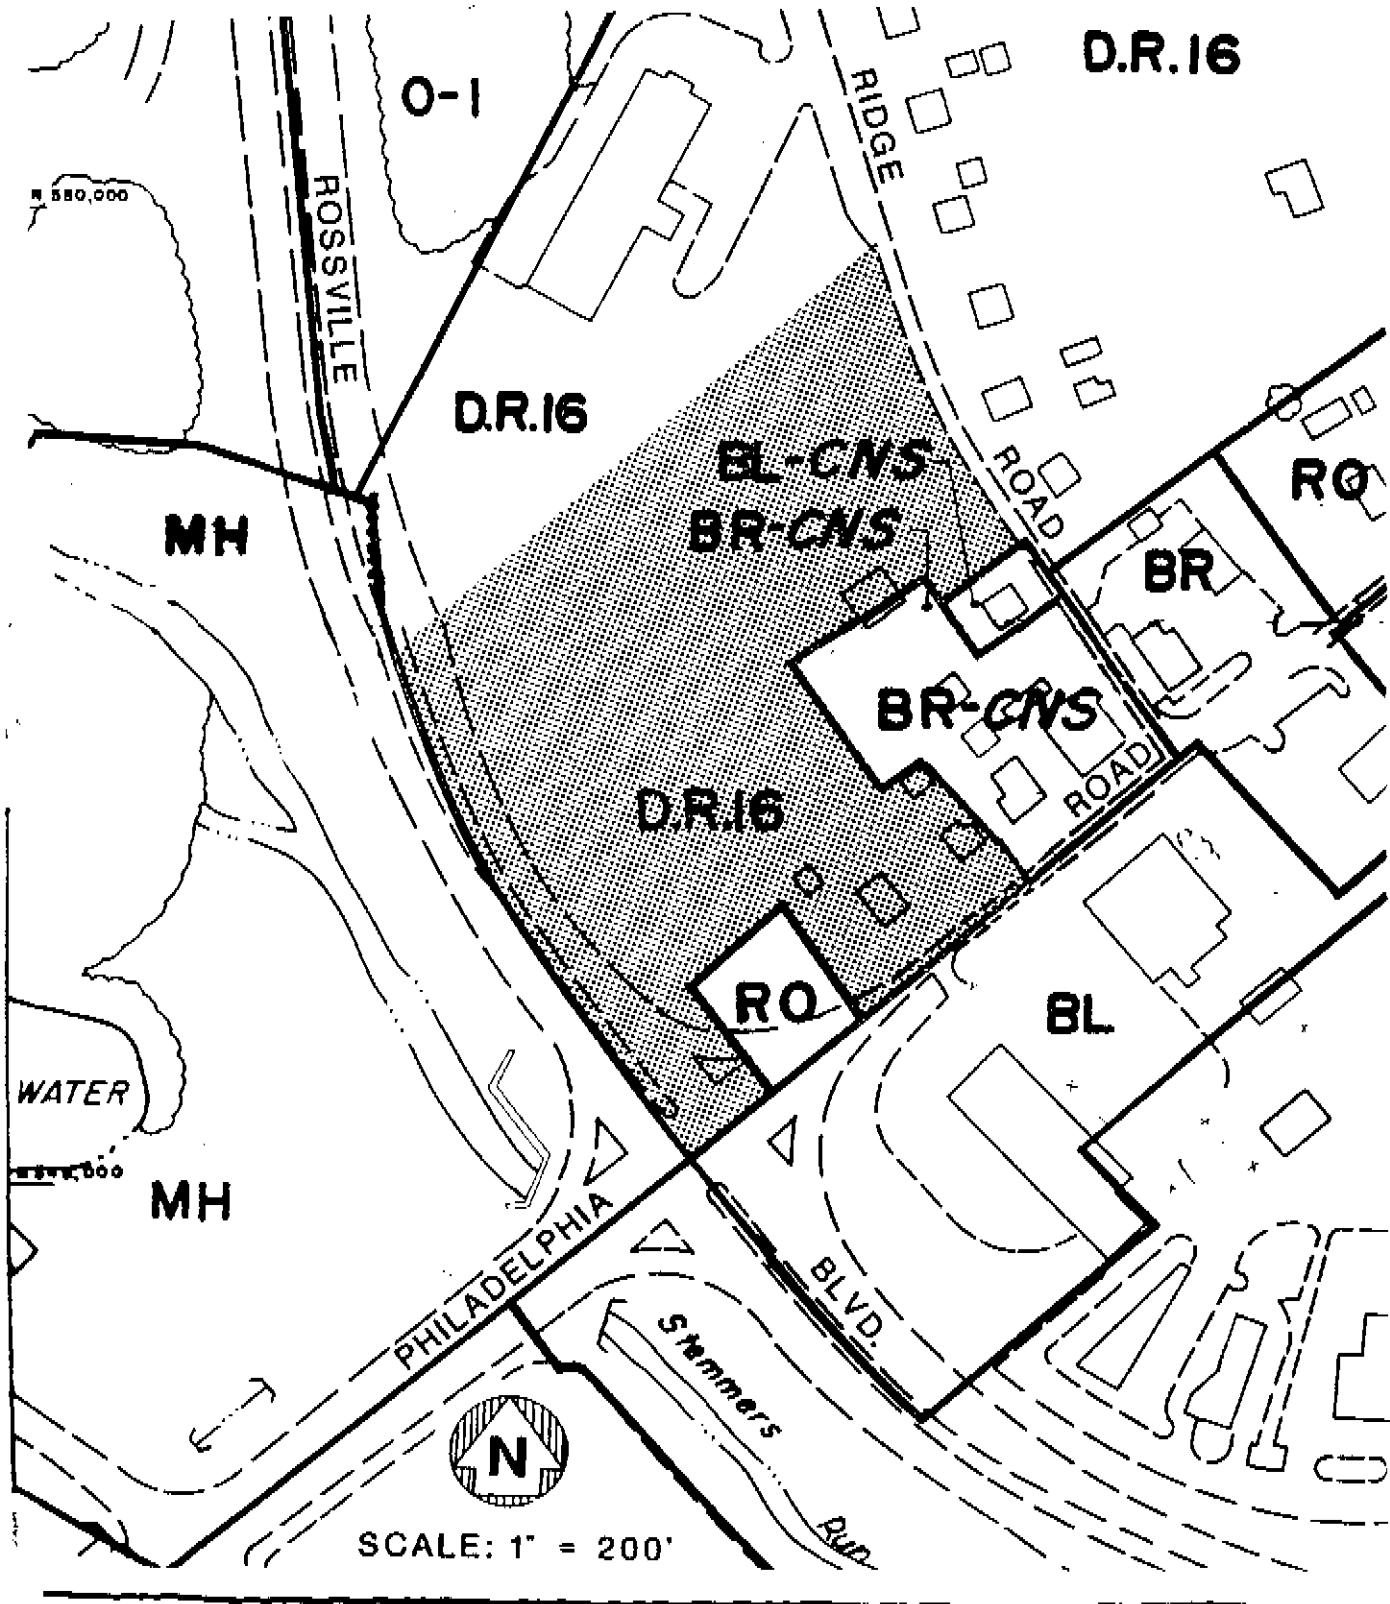 D.R.16
O-1
RIDGE
N 580,000
ROSSVILLE
D.R.16
BL-CNS
ROAD
RO
BR-CNS
MH
BR
BR-CNS
ROAD
D.R.16
RO
BL
WATER
MH
PHILADELPHIA
BLVD.
Stemmers
Run
N
SCALE: 1" = 200'